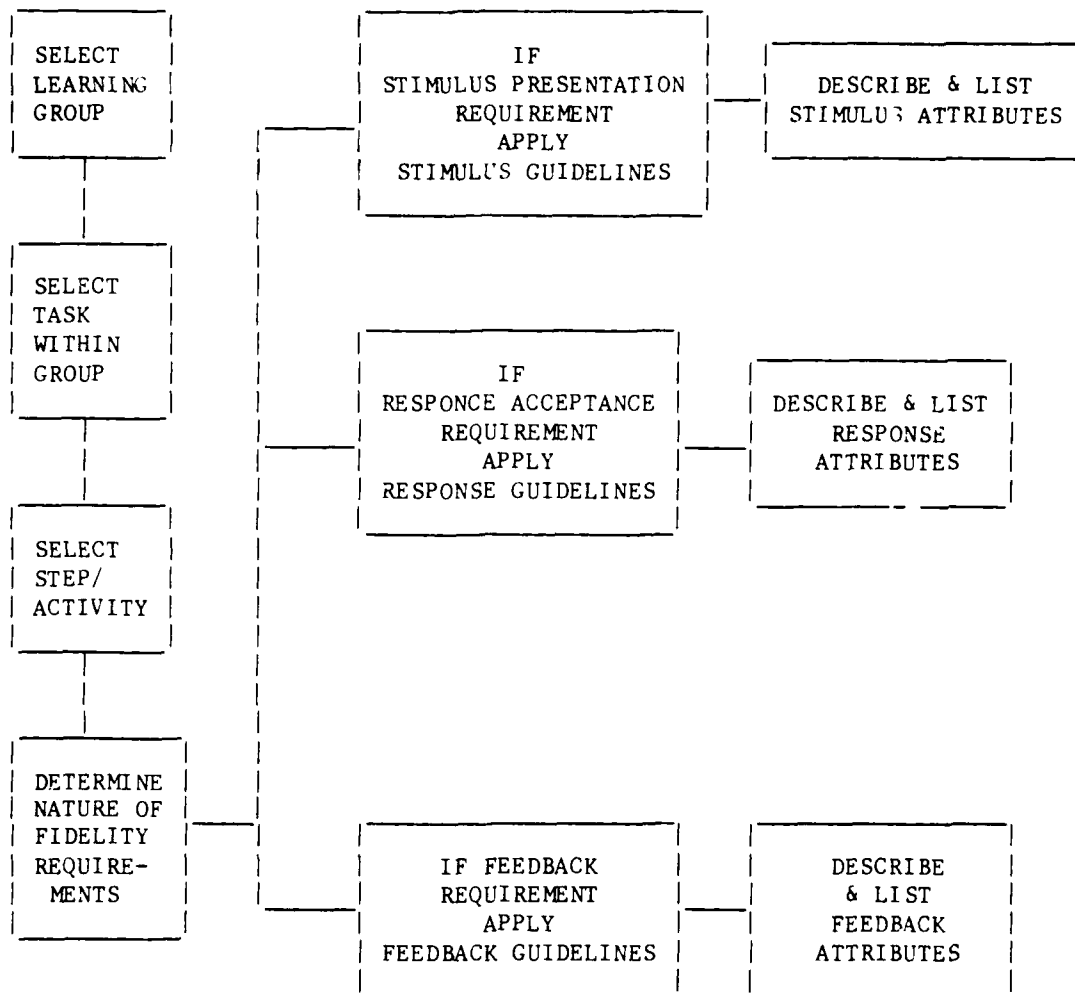 SELECT
LEARNING
GROUP
SELECT
TASK
WITHIN
GROUP
SELECT
STEP/
ACTIVITY
DETERMINE
NATURE OF
FIDELITY
REQUIRE-
MENTS
IF
STIMULUS PRESENTATION
REQUIREMENT
APPLY
STIMULUS GUIDELINES
DESCRIBE & LIST
STIMULUS ATTRIBUTES
IF
RESPONCE ACCEPTANCE
REQUIREMENT
APPLY
RESPONSE GUIDELINES
DESCRIBE & LIST
RESPONSE
ATTRIBUTES
IF FEEDBACK
REQUIREMENT
APPLY
FEEDBACK GUIDELINES
DESCRIBE
& LIST
FEEDBACK
ATTRIBUTES